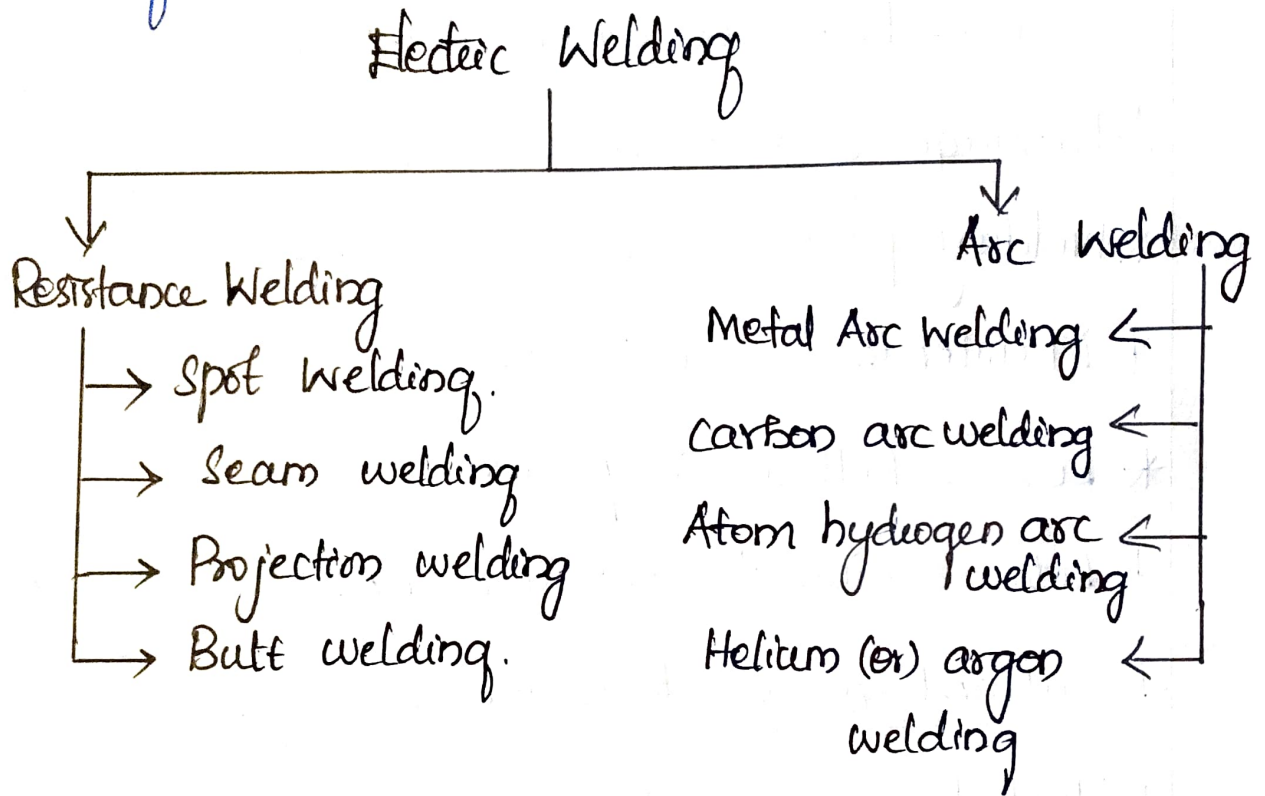 Electric Welding
Resistance Welding
Spot Welding.
Seam welding
Projection welding
Butt welding.
Arc Welding
Metal Arc Welding
Carbon arc welding
Atom hydrogen arc
welding
Helium (or) argon
welding